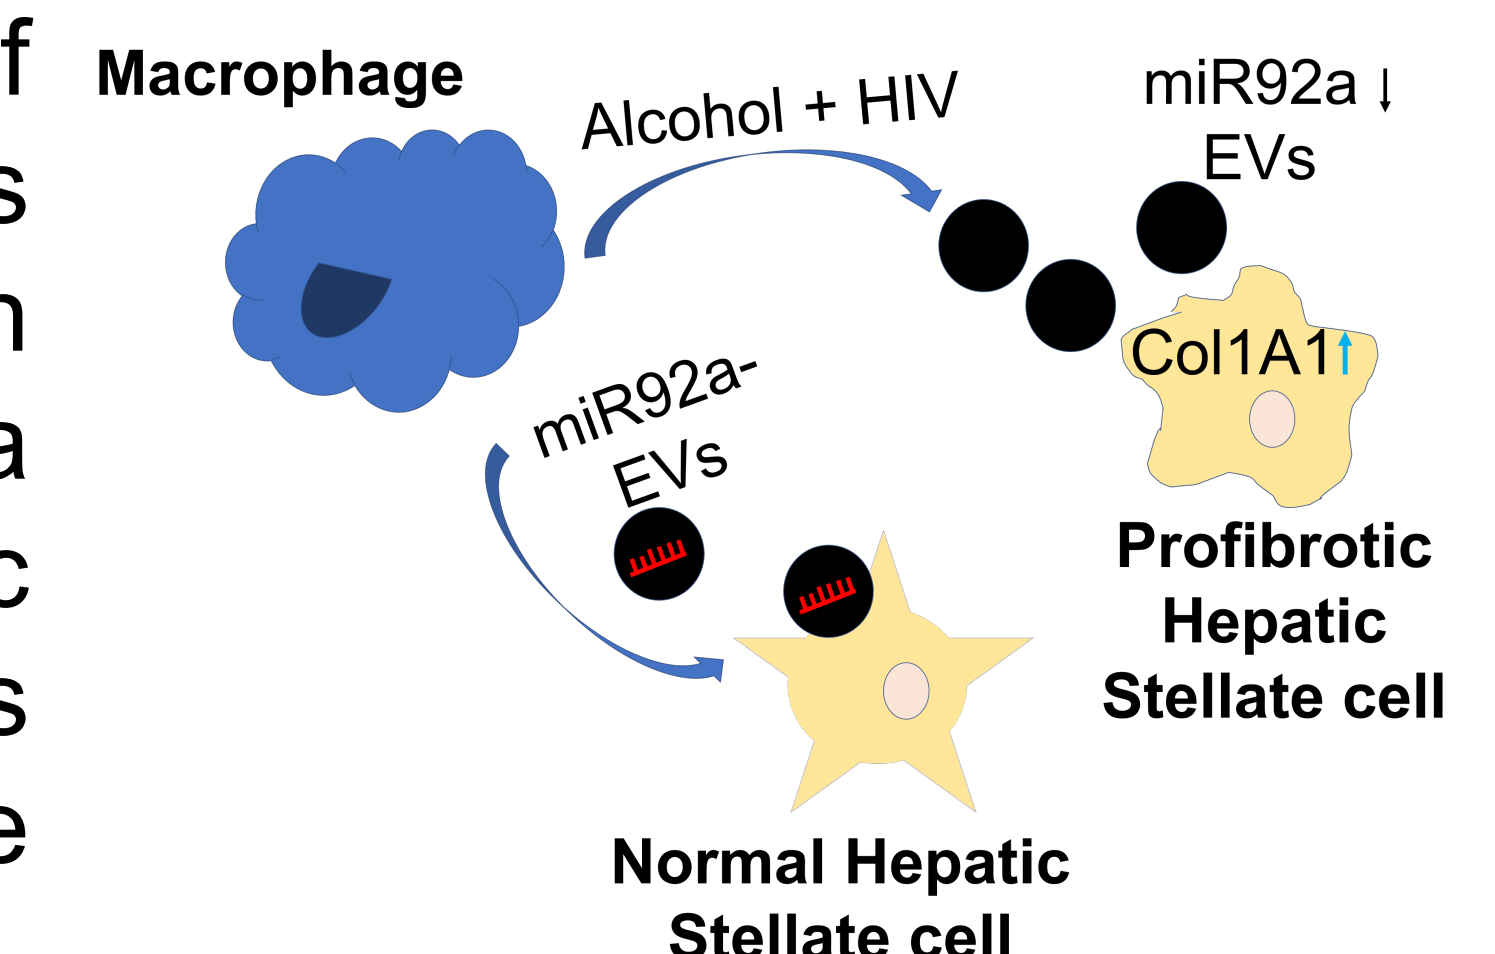 f
s
n
a
c
s
e
Macrophage
Alcohol + HIV
miR92a ↓
EVs
Col1A1↑
miR92a-
EVs
Profibrotic
Hepatic
Stellate cell
Normal Hepatic
Stellate cell